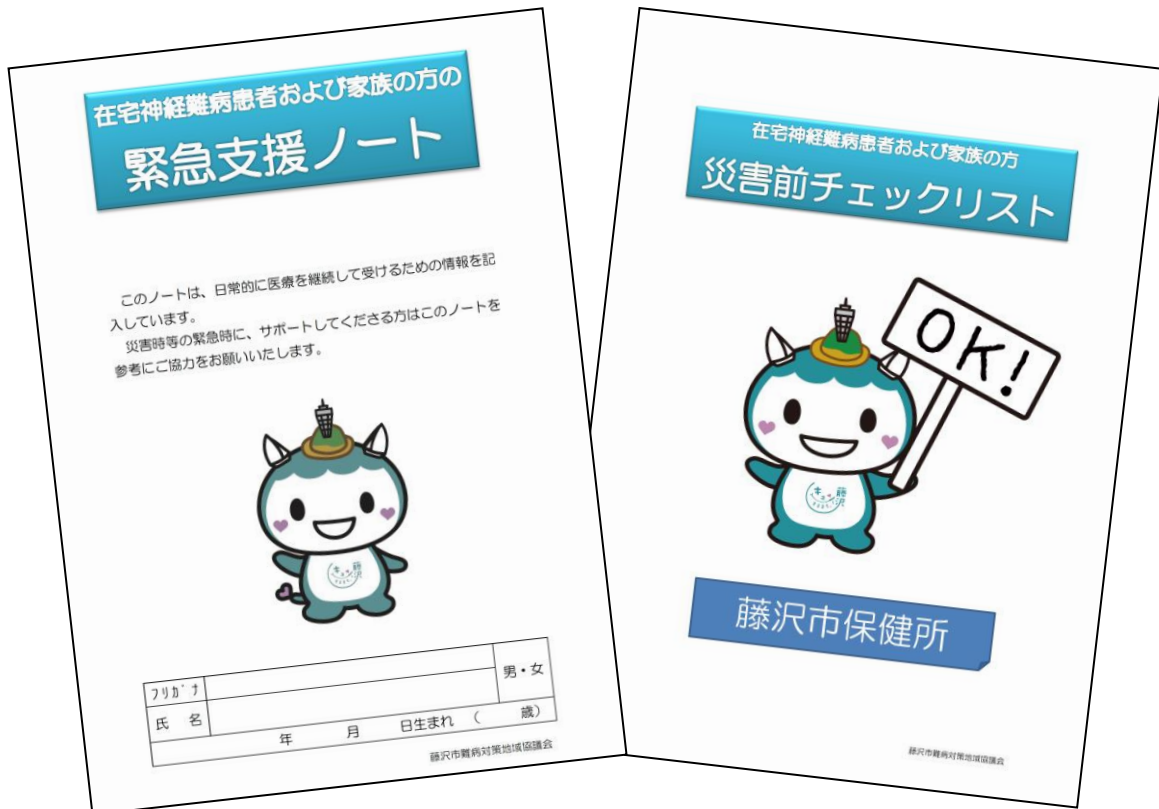 在宅神経難病患者および家族の方の
緊急支援ノート
このノートは、日常的に医療を継続して受けるための情報を記
入しています。
災害時等の緊急時に、サポートしてくださる方はこのノートを
参考にご協力をお願いいたします。
藤沢
フリガナ
男・女
氏 名
年 月 日生まれ ( 歳)
藤沢市難病対策地域協議会
在宅神経難病患者および家族の方
災害前チェックリスト
OK!
藤沢
藤沢市保健所
藤沢市難病対策地域協議会